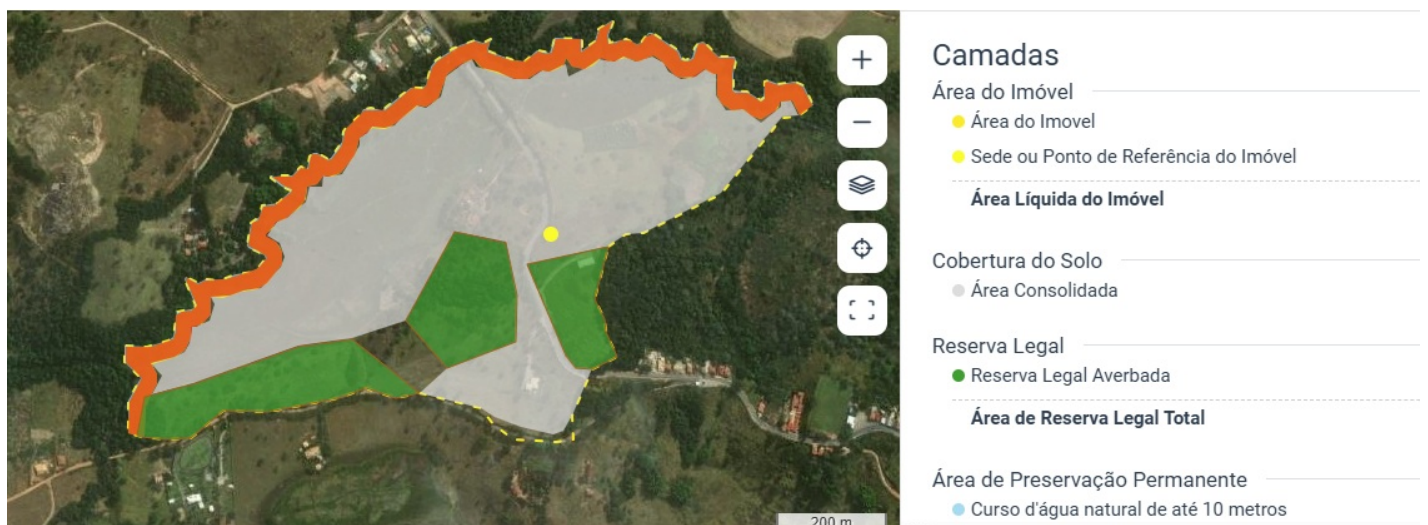 Camadas
Área do Imóvel
Área do Imovel
Sede ou Ponto de Referência do Imóvel
Área Líquida do Imóvel
Cobertura do Solo
Área Consolidada
Reserva Legal
Reserva Legal Averbada
Área de Reserva Legal Total
Área de Preservação Permanente
Curso d'água natural de até 10 metros
200 m